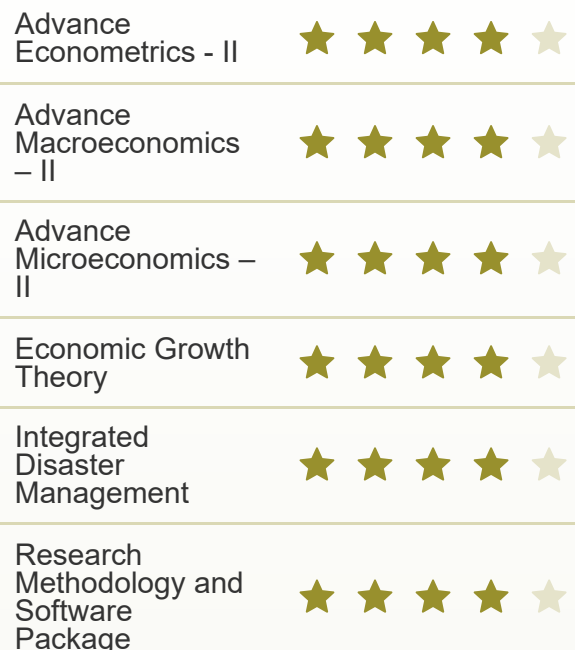 Advance
Econometrics - II
Advance
Macroeconomics
– II
Advance
Microeconomics –
II
Economic Growth
Theory
Integrated
Disaster
Management
Research
Methodology and
Software
Package